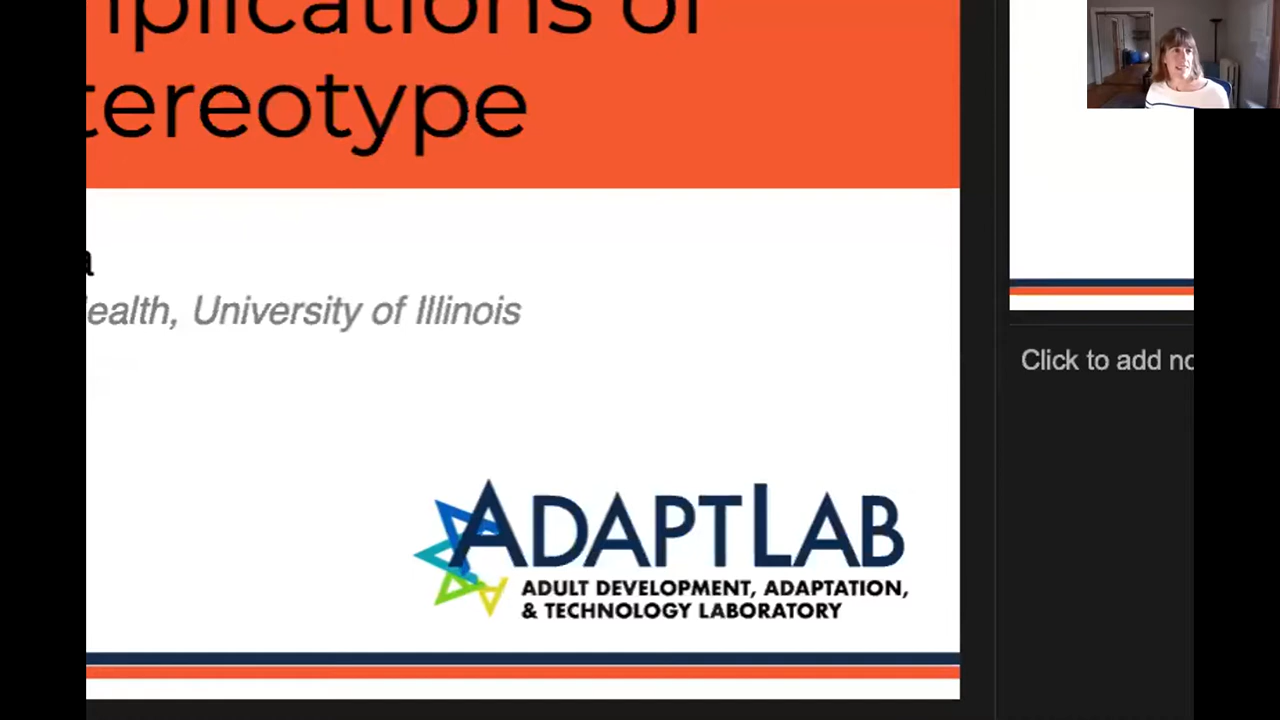 plications of
tereotype
a
ealth, University of Illinois
Click to add no
ADAPTLAB
ADULT DEVELOPMENT, ADAPTATION,
& TECHNOLOGY LABORATORY